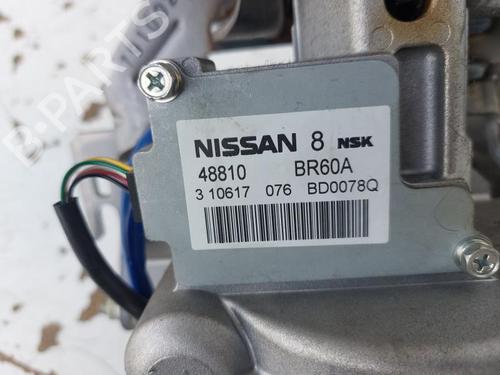 NISSAN 8 NSK
48810 BR60A
3 10617 076 BD0078Q
B-PARTS